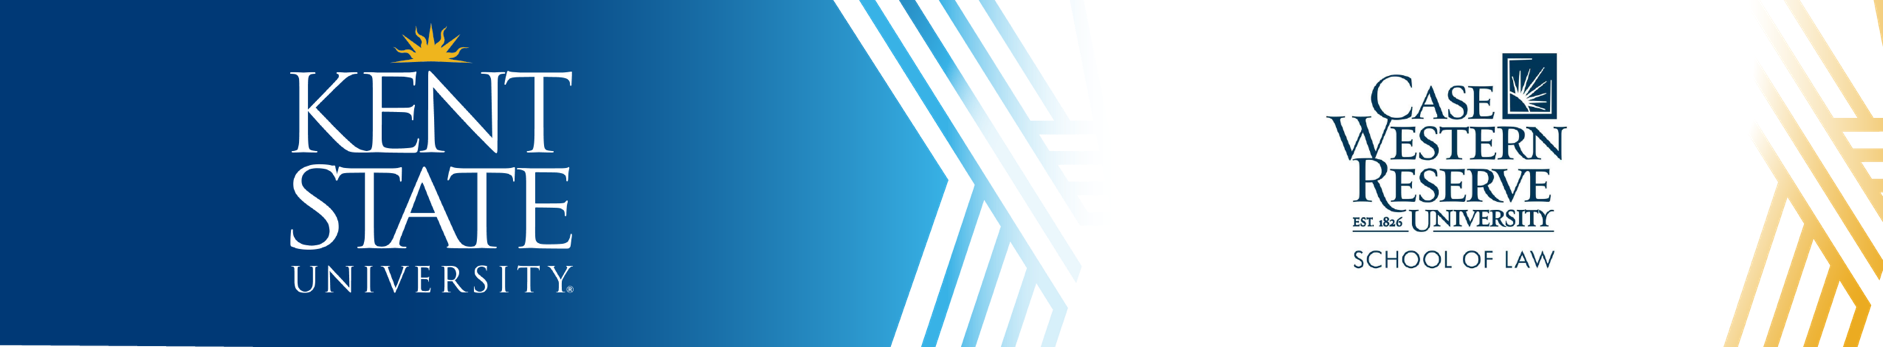 KENT
STATE
UNIVERSITY®
CASE
WESTERN
RESERVE
EST. 1826 UNIVERSITY
SCHOOL OF LAW